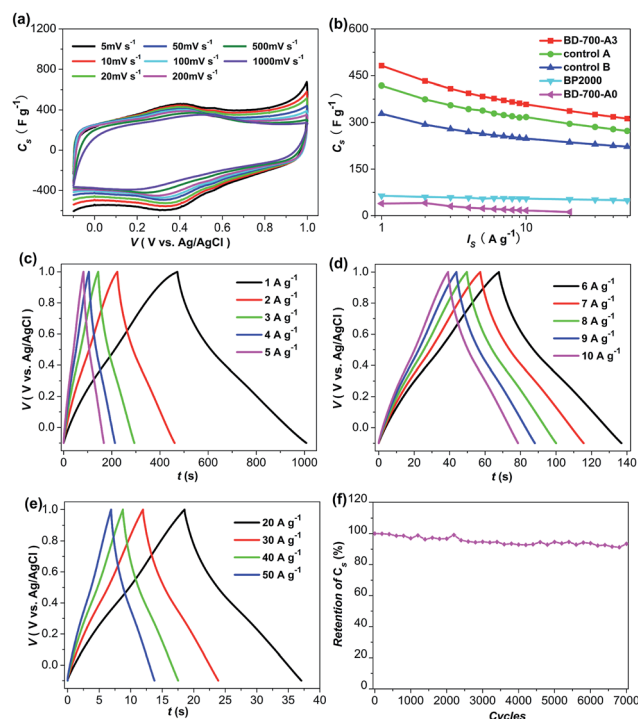 (a)
5mV s⁻¹ 50mV s⁻¹ 500mV s⁻¹
10mV s⁻¹ 100mV s⁻¹ 1000mV s⁻¹
20mV s⁻¹ 200mV s⁻¹
1200
800
400
0
-400
Cₛ ( F g⁻¹)
0.0 0.2 0.4 0.6 0.8 1.0
V ( V vs. Ag/AgCl)
(b)
BD-700-A3
control A
control B
BP2000
BD-700-A0
600
450
300
150
0
Cₛ ( F g⁻¹)
1 10
Iₛ ( A g⁻¹)
(c)
1 A g⁻¹
2 A g⁻¹
3 A g⁻¹
4 A g⁻¹
5 A g⁻¹
1.0
0.8
0.6
0.4
0.2
0.0
V ( V vs. Ag/AgCl)
0 200 400 600 800 1000
t (s)
(d)
6 A g⁻¹
7 A g⁻¹
8 A g⁻¹
9 A g⁻¹
10 A g⁻¹
1.0
0.8
0.6
0.4
0.2
0.0
V ( V vs. Ag/AgCl)
0 20 40 60 80 100 120 140
t (s)
(e)
20 A g⁻¹
30 A g⁻¹
40 A g⁻¹
50 A g⁻¹
1.0
0.8
0.6
0.4
0.2
0.0
V ( V vs. Ag/AgCl)
0 5 10 15 20 25 30 35 40
t (s)
(f)
120
100
80
60
40
20
0
Retention of Cₛ (%)
0 1000 2000 3000 4000 5000 6000 7000
Cycles